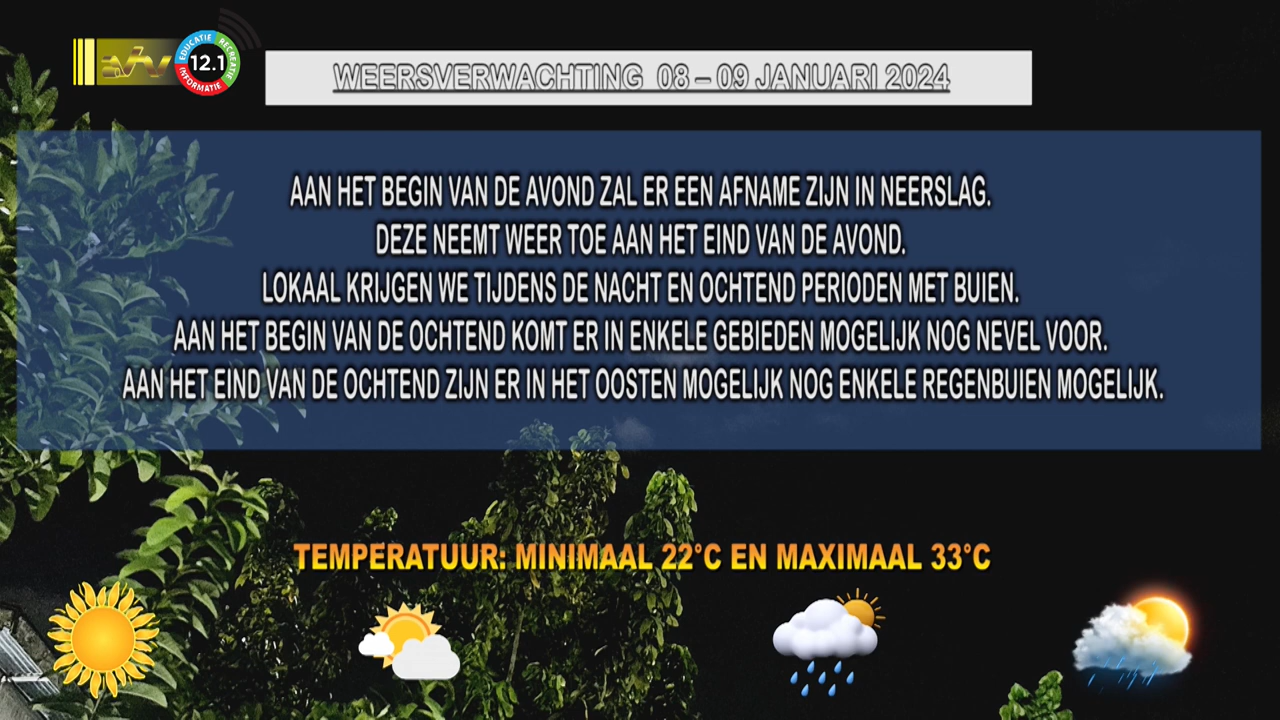 EDUCATIE
RECREATIE
INFORMATIE
12.1
WEERSVERWACHTING 08 – 09 JANUARI 2024
AAN HET BEGIN VAN DE AVOND ZAL ER EEN AFNAME ZIJN IN NEERSLAG.
DEZE NEEMT WEER TOE AAN HET EIND VAN DE AVOND.
LOKAAL KRIJGEN WE TIJDENS DE NACHT EN OCHTEND PERIODEN MET BUIEN.
AAN HET BEGIN VAN DE OCHTEND KOMT ER IN ENKELE GEBIEDEN MOGELIJK NOG NEVEL VOOR.
AAN HET EIND VAN DE OCHTEND ZIJN ER IN HET OOSTEN MOGELIJK NOG ENKELE REGENBUIEN MOGELIJK.
TEMPERATUUR: MINIMAAL 22°C EN MAXIMAAL 33°C